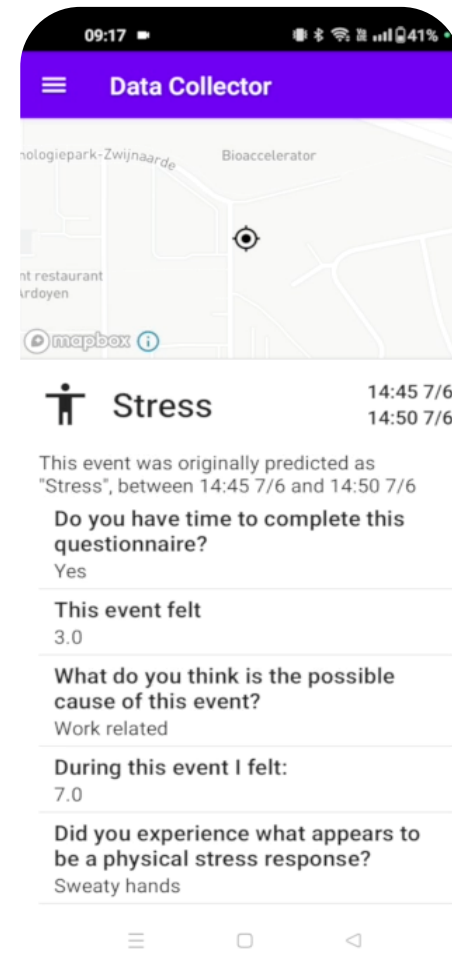 09:17
41%
Data Collector
nologiepark-Zwijnaarde
Bioaccelerator
nt restaurant
Ardoyen
mapbox
Stress
14:45 7/6
14:50 7/6
This event was originally predicted as
"Stress", between 14:45 7/6 and 14:50 7/6
Do you have time to complete this
questionnaire?
Yes
This event felt
3.0
What do you think is the possible
cause of this event?
Work related
During this event I felt:
7.0
Did you experience what appears to
be a physical stress response?
Sweaty hands